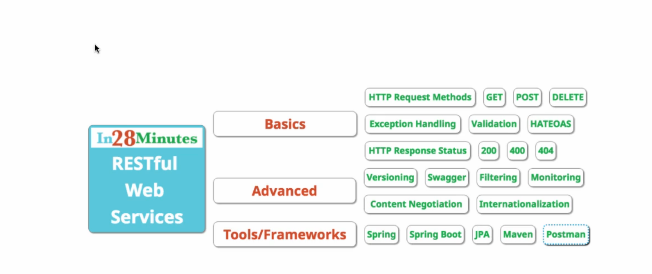 In28Minutes
RESTful
Web
Services
Basics
HTTP Request Methods GET POST DELETE
Exception Handling Validation HATEOAS
HTTP Response Status 200 400 404
Advanced
Versioning Swagger Filtering Monitoring
Content Negotiation Internationalization
Tools/Frameworks
Spring Spring Boot JPA Maven Postman